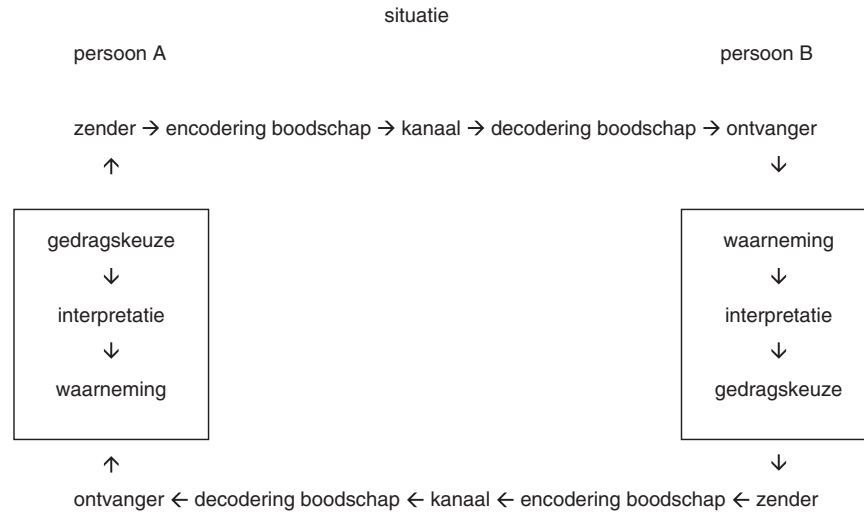 situatie
persoon A persoon B
zender → encodering boodschap → kanaal → decodering boodschap → ontvanger
↑ ↓
gedragskeuze waarneming
↓ ↓
interpretatie interpretatie
↓ ↓
waarneming gedragskeuze
↑ ↓
ontvanger ← decodering boodschap ← kanaal ← encodering boodschap ← zender